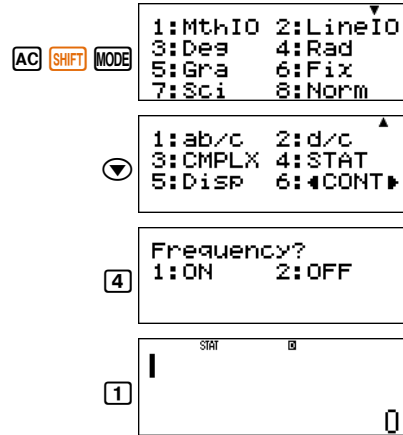 AC SHIFT MODE
1:MthIO 2:LineIO
3:Deg 4:Rad
5:Gra 6:Fix
7:Sci 8:Norm
1:ab/c 2:d/c
3:CMPLX 4:STAT
5:Disp 6:◀CONT▶
4
Frequency?
1:ON 2:OFF
1
STAT D
0